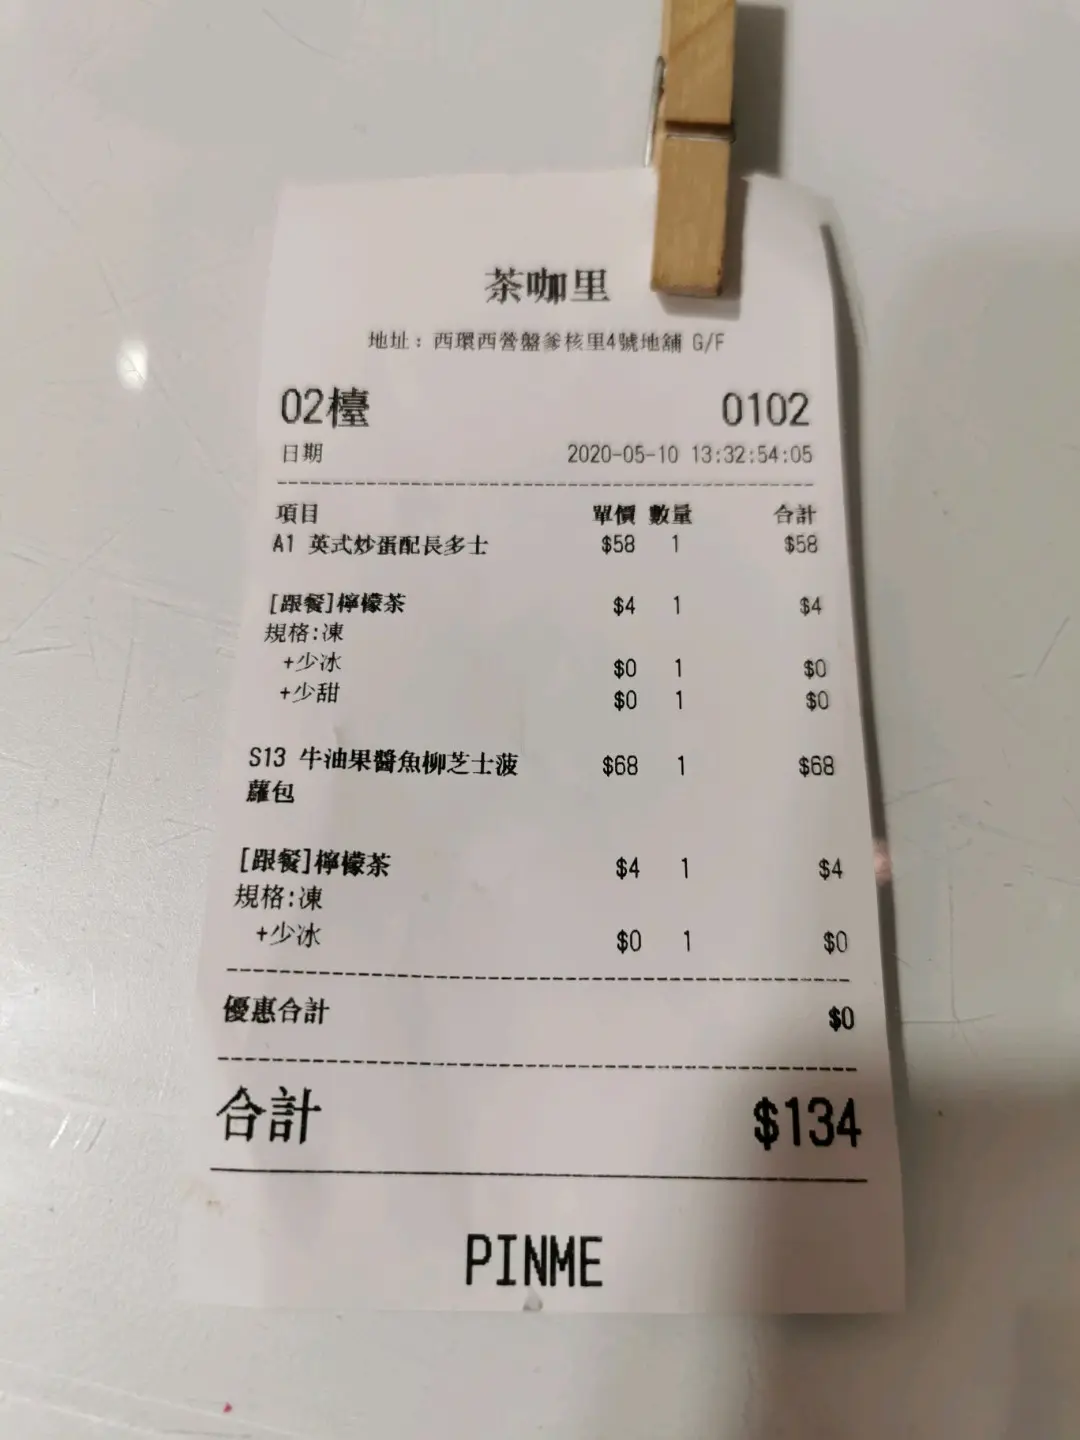 茶咖里
地址：西環西營盤爹核里4號地舖 G/F
02檯 0102
日期 2020-05-10 13:32:54:05
項目 單價 數量 合計
A1 英式炒蛋配長多士 $58 1 $58
[跟餐]檸檬茶 $4 1 $4
規格:凍
+少冰 $0 1 $0
+少甜 $0 1 $0
S13 牛油果醬魚柳芝士菠 $68 1 $68
蘿包
[跟餐]檸檬茶 $4 1 $4
規格:凍
+少冰 $0 1 $0
優惠合計 $0
合計 $134
PINME